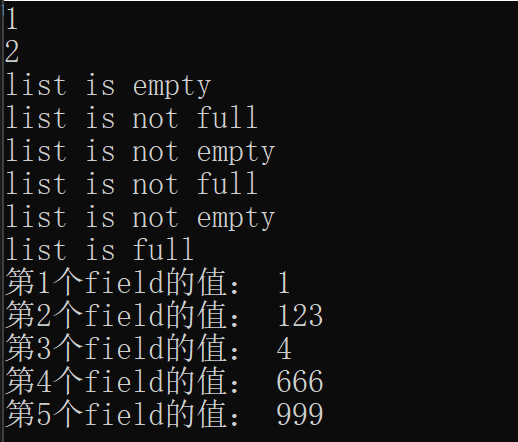 1
2
list is empty
list is not full
list is not empty
list is not full
list is not empty
list is full
第1个field的值： 1
第2个field的值： 123
第3个field的值： 4
第4个field的值： 666
第5个field的值： 999